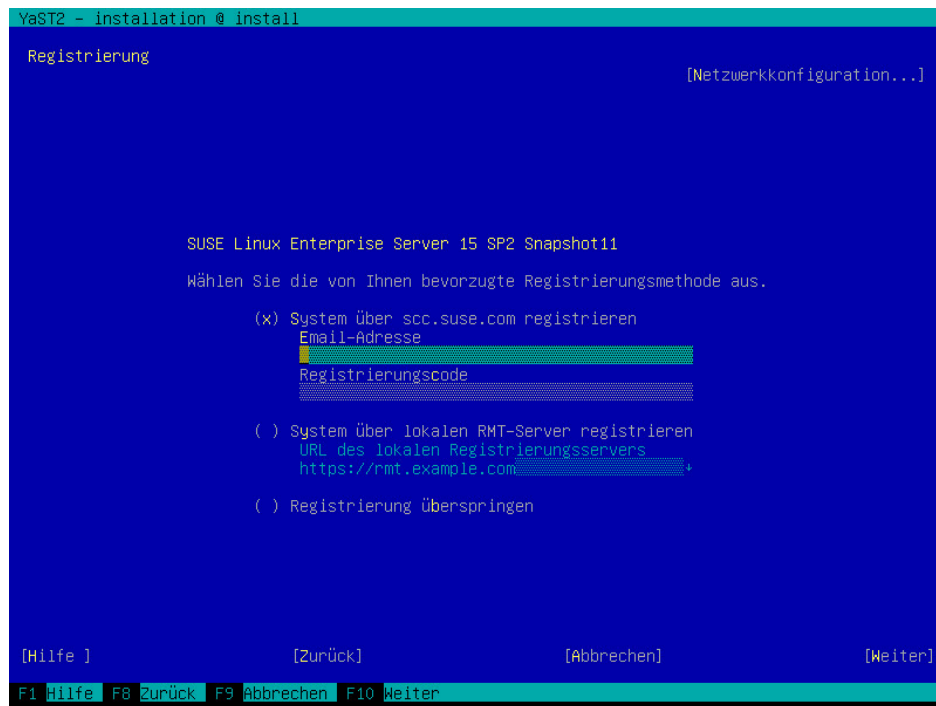 YaST2 - installation @ install
Registrierung
[Netzwerkkonfiguration...]
SUSE Linux Enterprise Server 15 SP2 Snapshot11
Wählen Sie die von Ihnen bevorzugte Registrierungsmethode aus.
(x) System über scc.suse.com registrieren
Email-Adresse
Registrierungscode
( ) System über lokalen RMT-Server registrieren
URL des lokalen Registrierungsservers
https://rmt.example.com
( ) Registrierung überspringen
[Hilfe ] [Zurück] [Abbrechen] [Weiter]
F1 Hilfe F8 Zurück F9 Abbrechen F10 Weiter